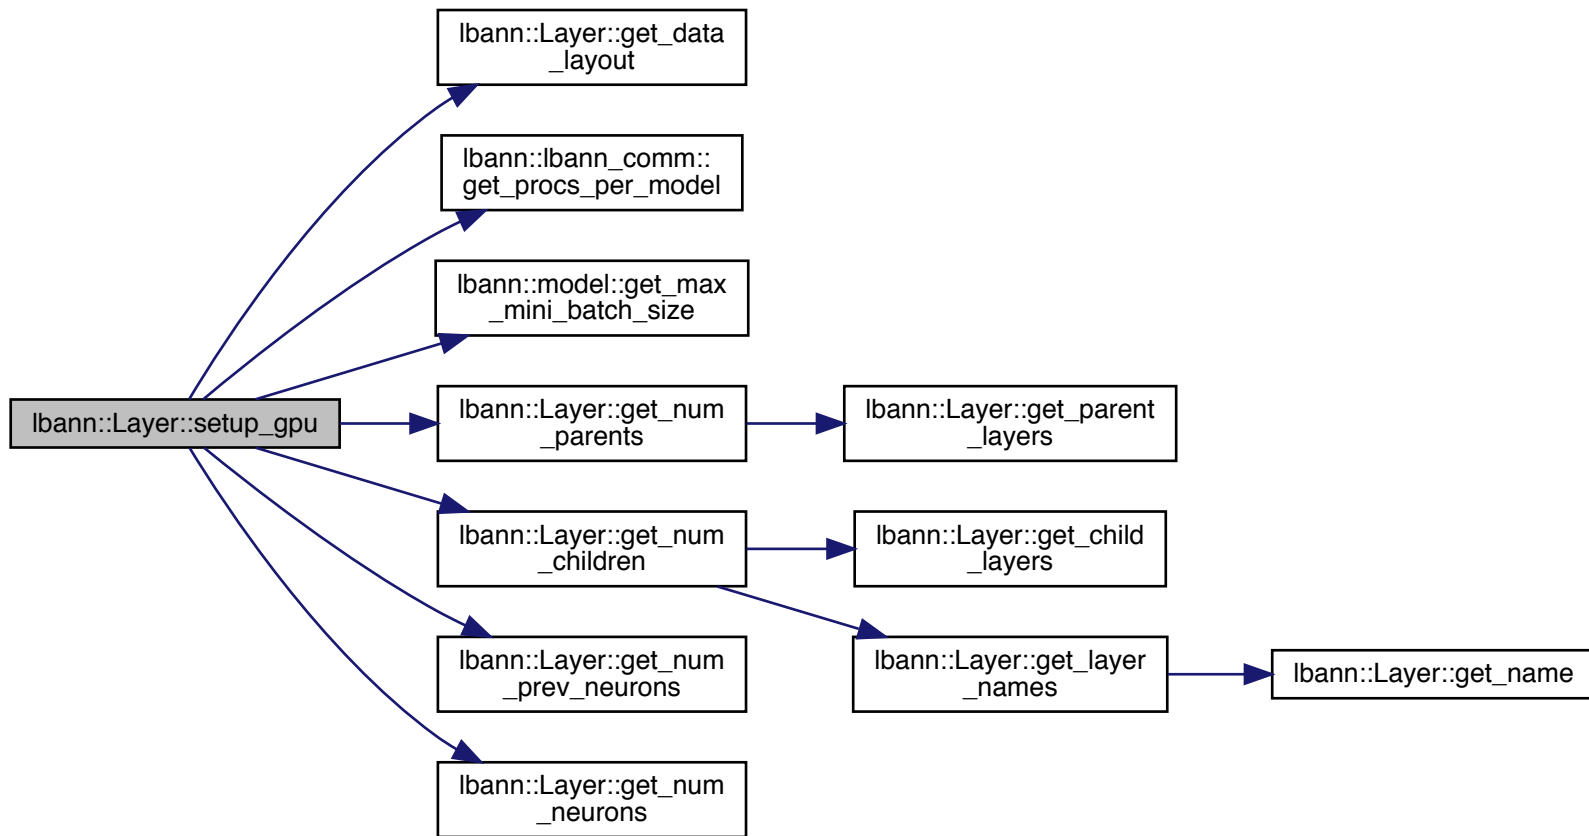 lbann::Layer::get_data
_layout
lbann::lbann_comm::
get_procs_per_model
lbann::model::get_max
_mini_batch_size
lbann::Layer::setup_gpu
lbann::Layer::get_num
_parents
lbann::Layer::get_parent
_layers
lbann::Layer::get_num
_children
lbann::Layer::get_child
_layers
lbann::Layer::get_num
_prev_neurons
lbann::Layer::get_layer
_names
lbann::Layer::get_name
lbann::Layer::get_num
_neurons